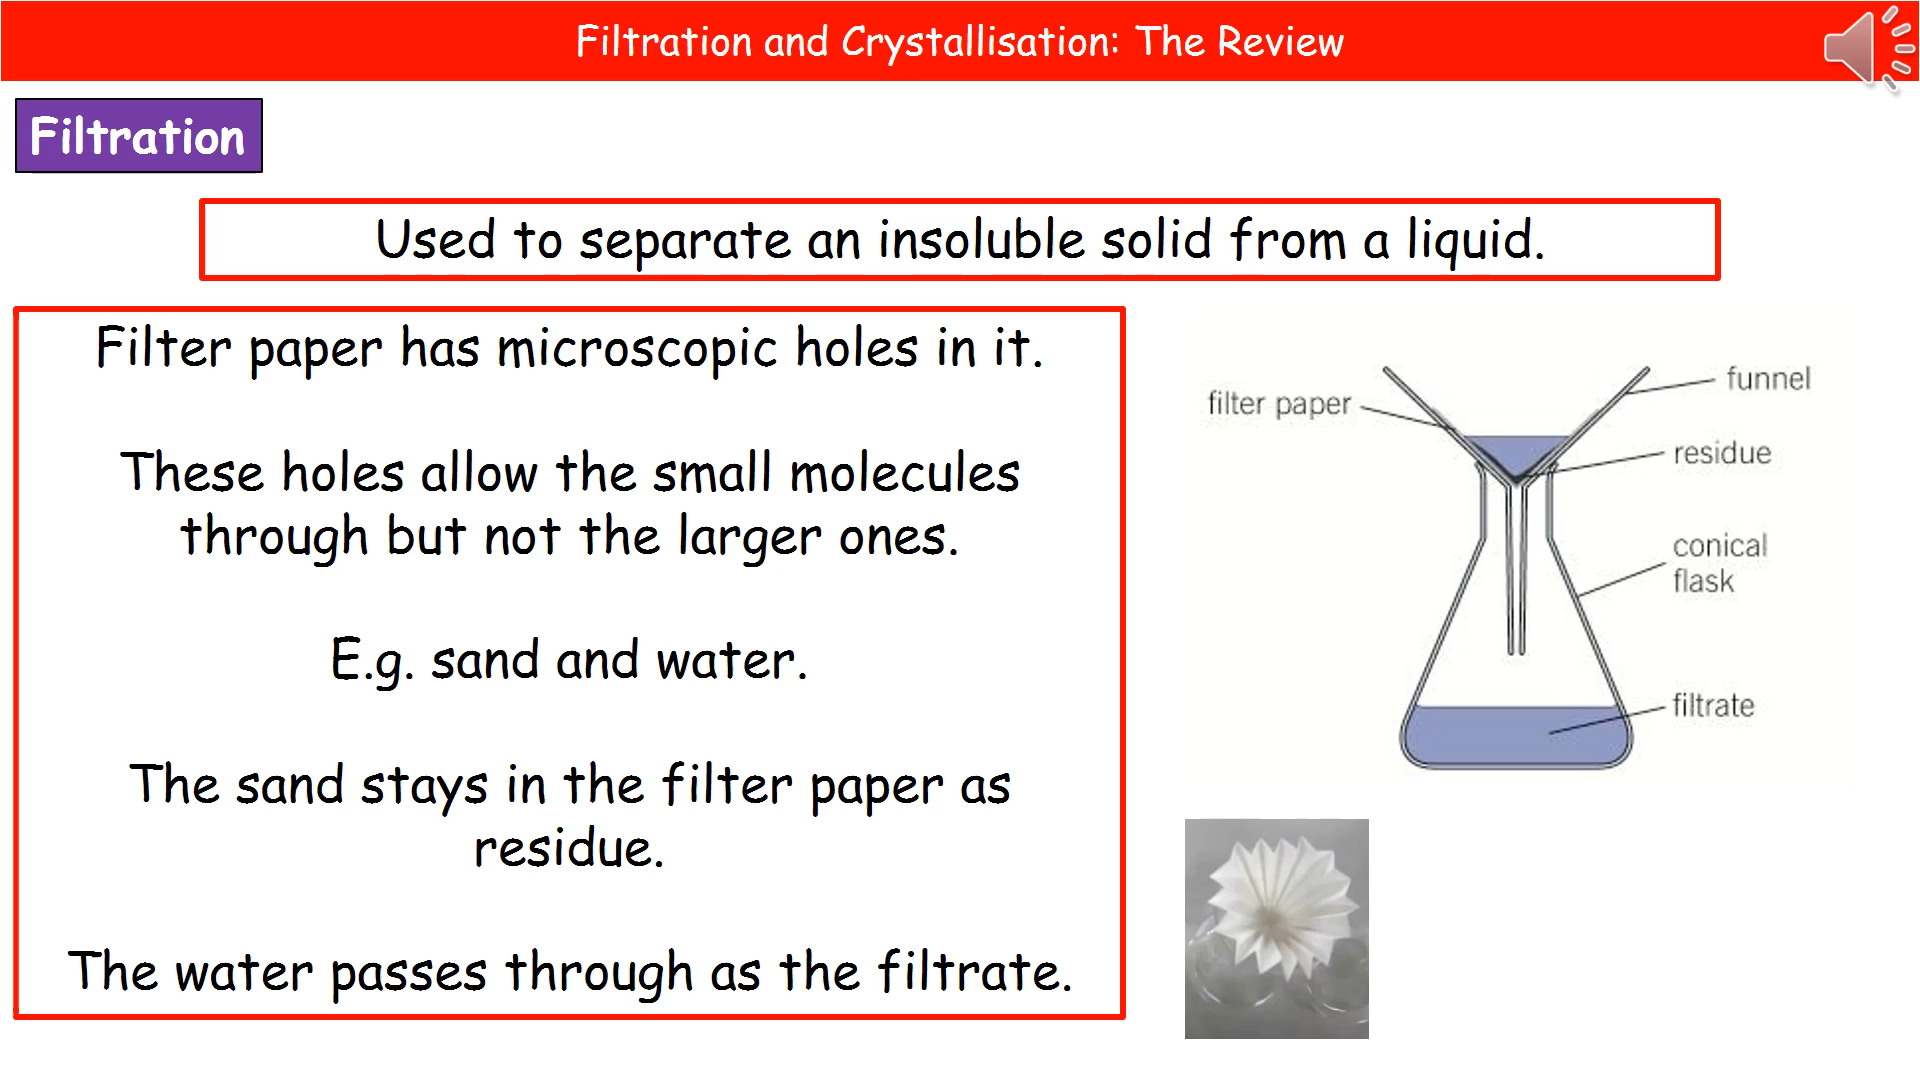 Filtration and Crystallisation: The Review
Filtration
Used to separate an insoluble solid from a liquid.
Filter paper has microscopic holes in it.
These holes allow the small molecules
through but not the larger ones.
E.g. sand and water.
The sand stays in the filter paper as
residue.
The water passes through as the filtrate.
filter paper
funnel
residue
conical
flask
filtrate